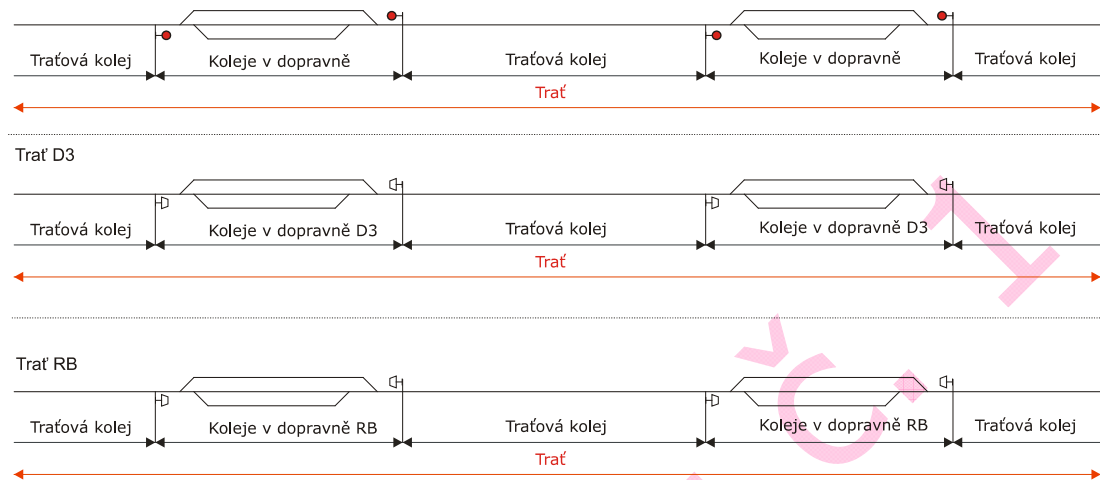 Traťová kolej Koleje v dopravně Traťová kolej Koleje v dopravně Traťová kolej
Trať
Trať D3
Traťová kolej Koleje v dopravně D3 Traťová kolej Koleje v dopravně D3 Traťová kolej
Trať
Trať RB
Traťová kolej Koleje v dopravně RB Traťová kolej Koleje v dopravně RB Traťová kolej
Trať
č. 1